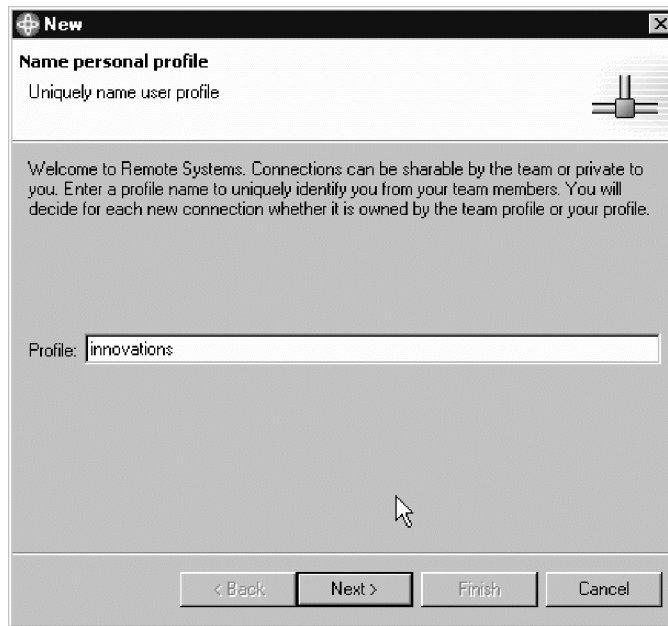 New
Name personal profile
Uniquely name user profile
Welcome to Remote Systems. Connections can be sharable by the team or private to
you. Enter a profile name to uniquely identify you from your team members. You will
decide for each new connection whether it is owned by the team profile or your profile.
Profile: innovations
< Back Next > Finish Cancel